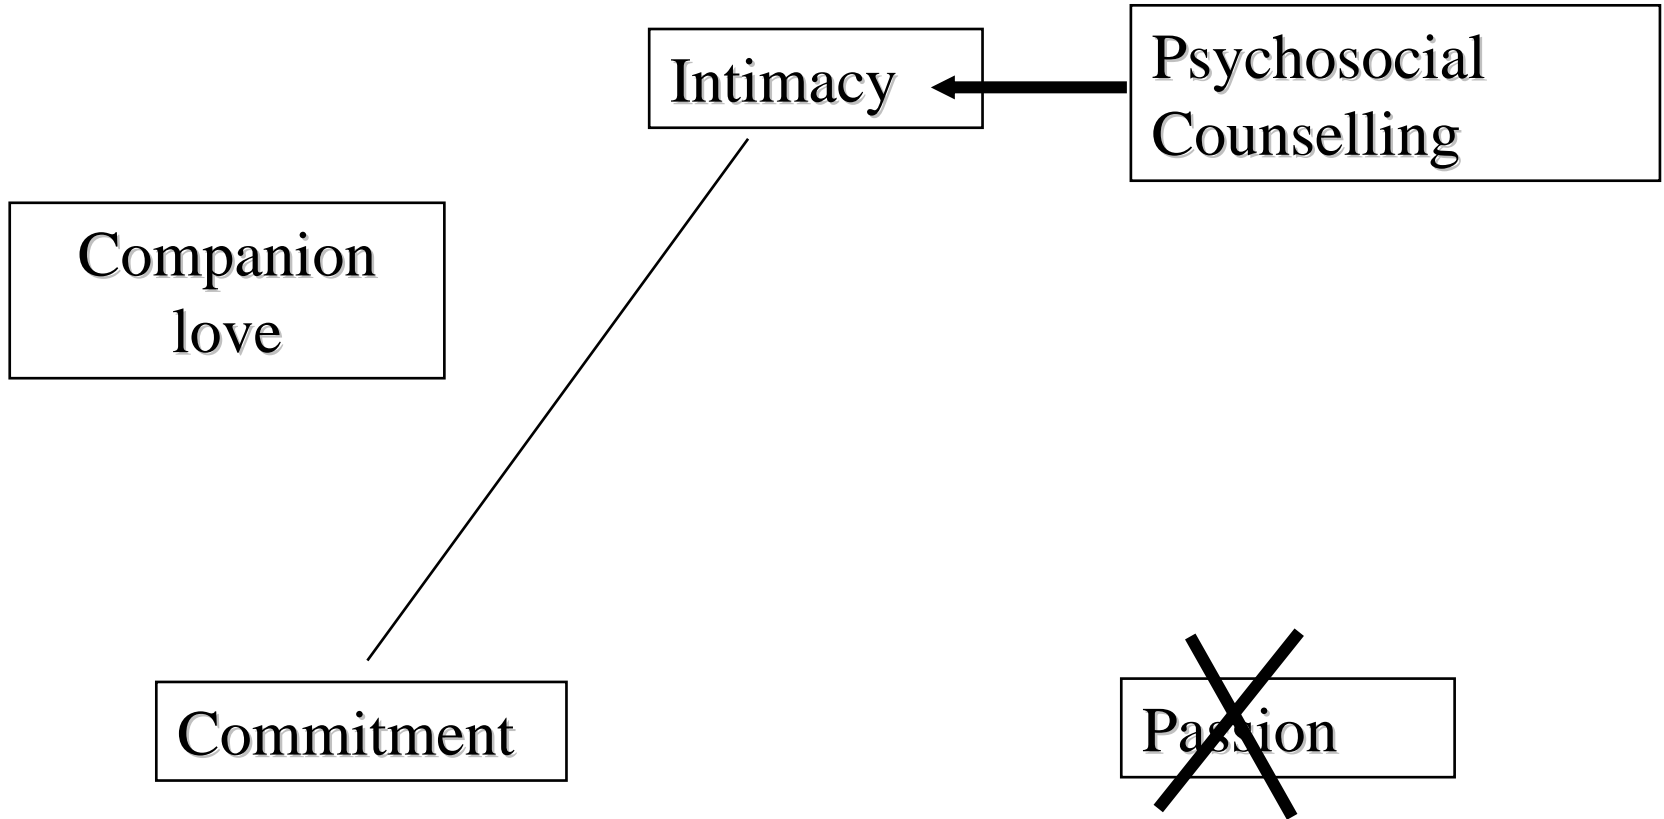 Intimacy
Psychosocial
Counselling
Companion
love
Commitment
Passion